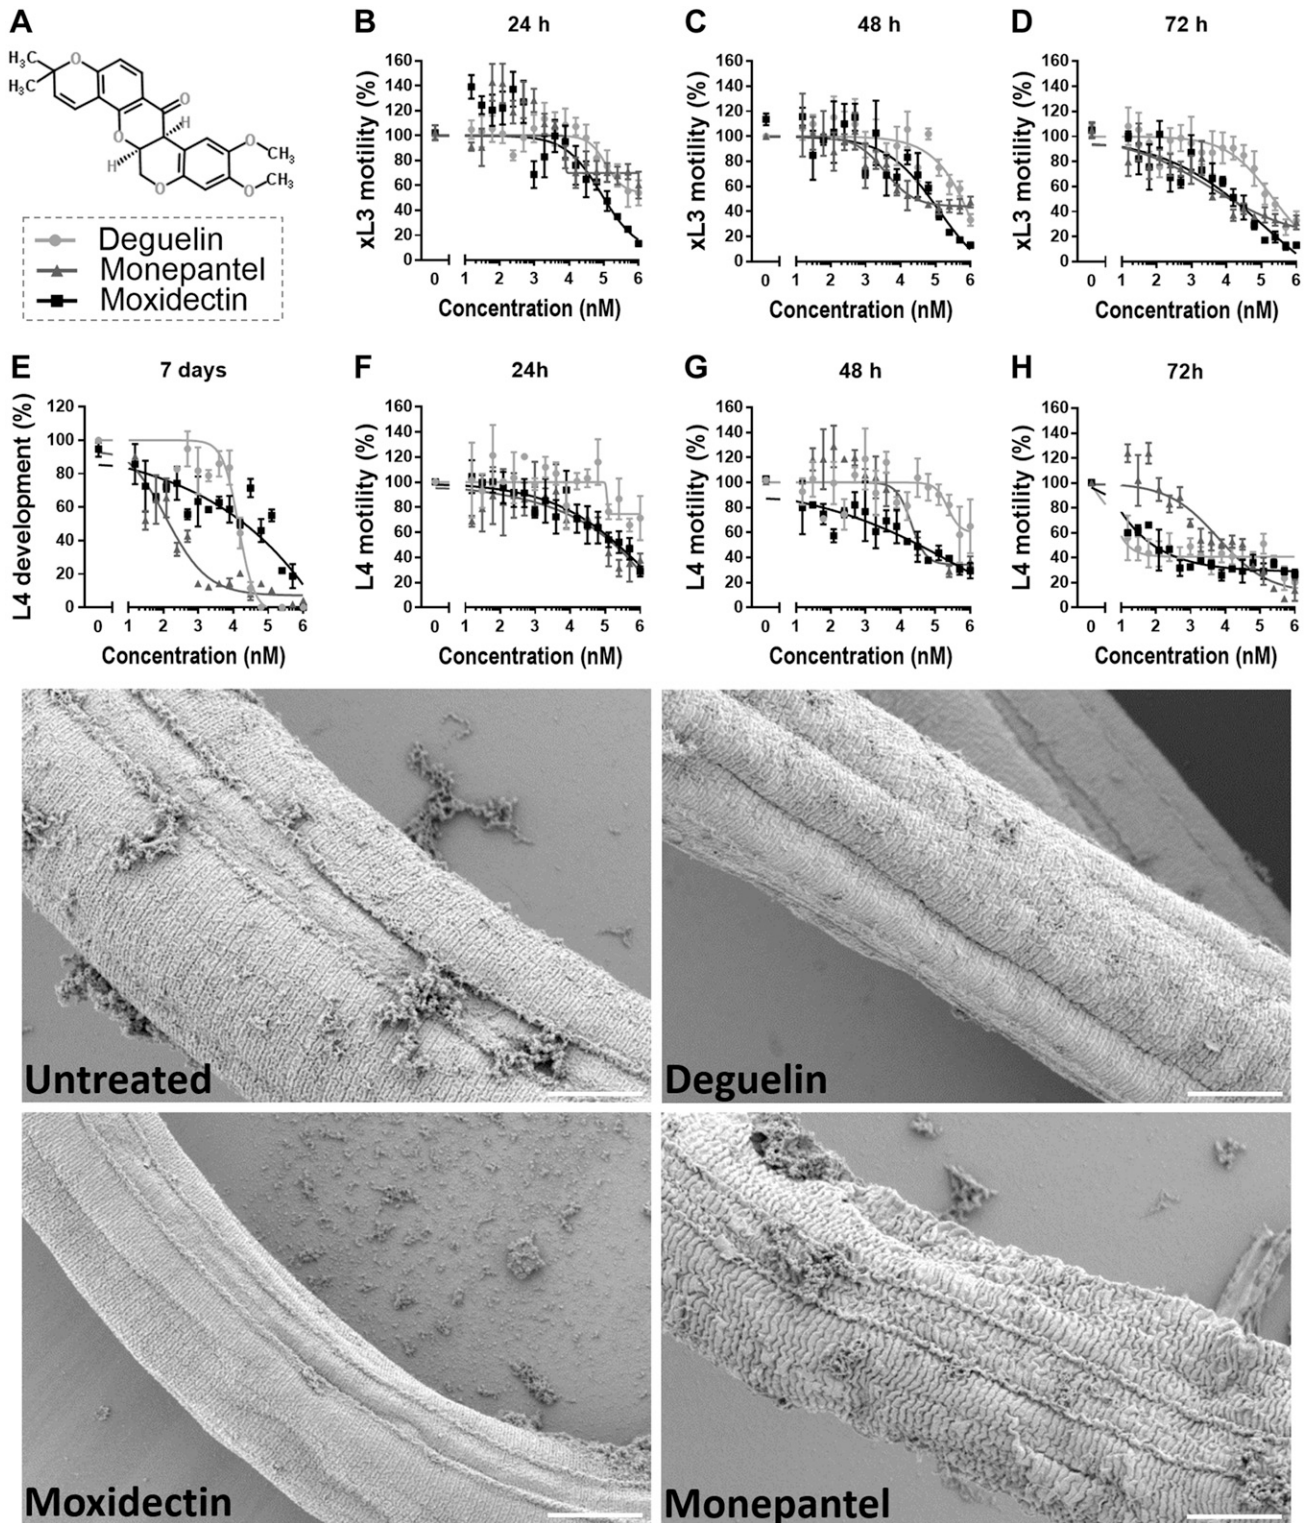 A
H₃C
H₃C
O
O
O
H
H
O
O
CH₃
O
CH₃
Deguelin
Monepantel
Moxidectin
B
24 h
xL3 motility (%)
160
140
120
100
80
60
40
20
0
0 1 2 3 4 5 6
Concentration (nM)
C
48 h
xL3 motility (%)
160
140
120
100
80
60
40
20
0
0 1 2 3 4 5 6
Concentration (nM)
D
72 h
xL3 motility (%)
160
140
120
100
80
60
40
20
0
0 1 2 3 4 5 6
Concentration (nM)
E
7 days
L4 development (%)
120
100
80
60
40
20
0
0 1 2 3 4 5 6
Concentration (nM)
F
24h
L4 motility (%)
160
140
120
100
80
60
40
20
0
0 1 2 3 4 5 6
Concentration (nM)
G
48 h
L4 motility (%)
160
140
120
100
80
60
40
20
0
0 1 2 3 4 5 6
Concentration (nM)
H
72h
L4 motility (%)
160
140
120
100
80
60
40
20
0
0 1 2 3 4 5 6
Concentration (nM)
Untreated
Deguelin
Moxidectin
Monepantel